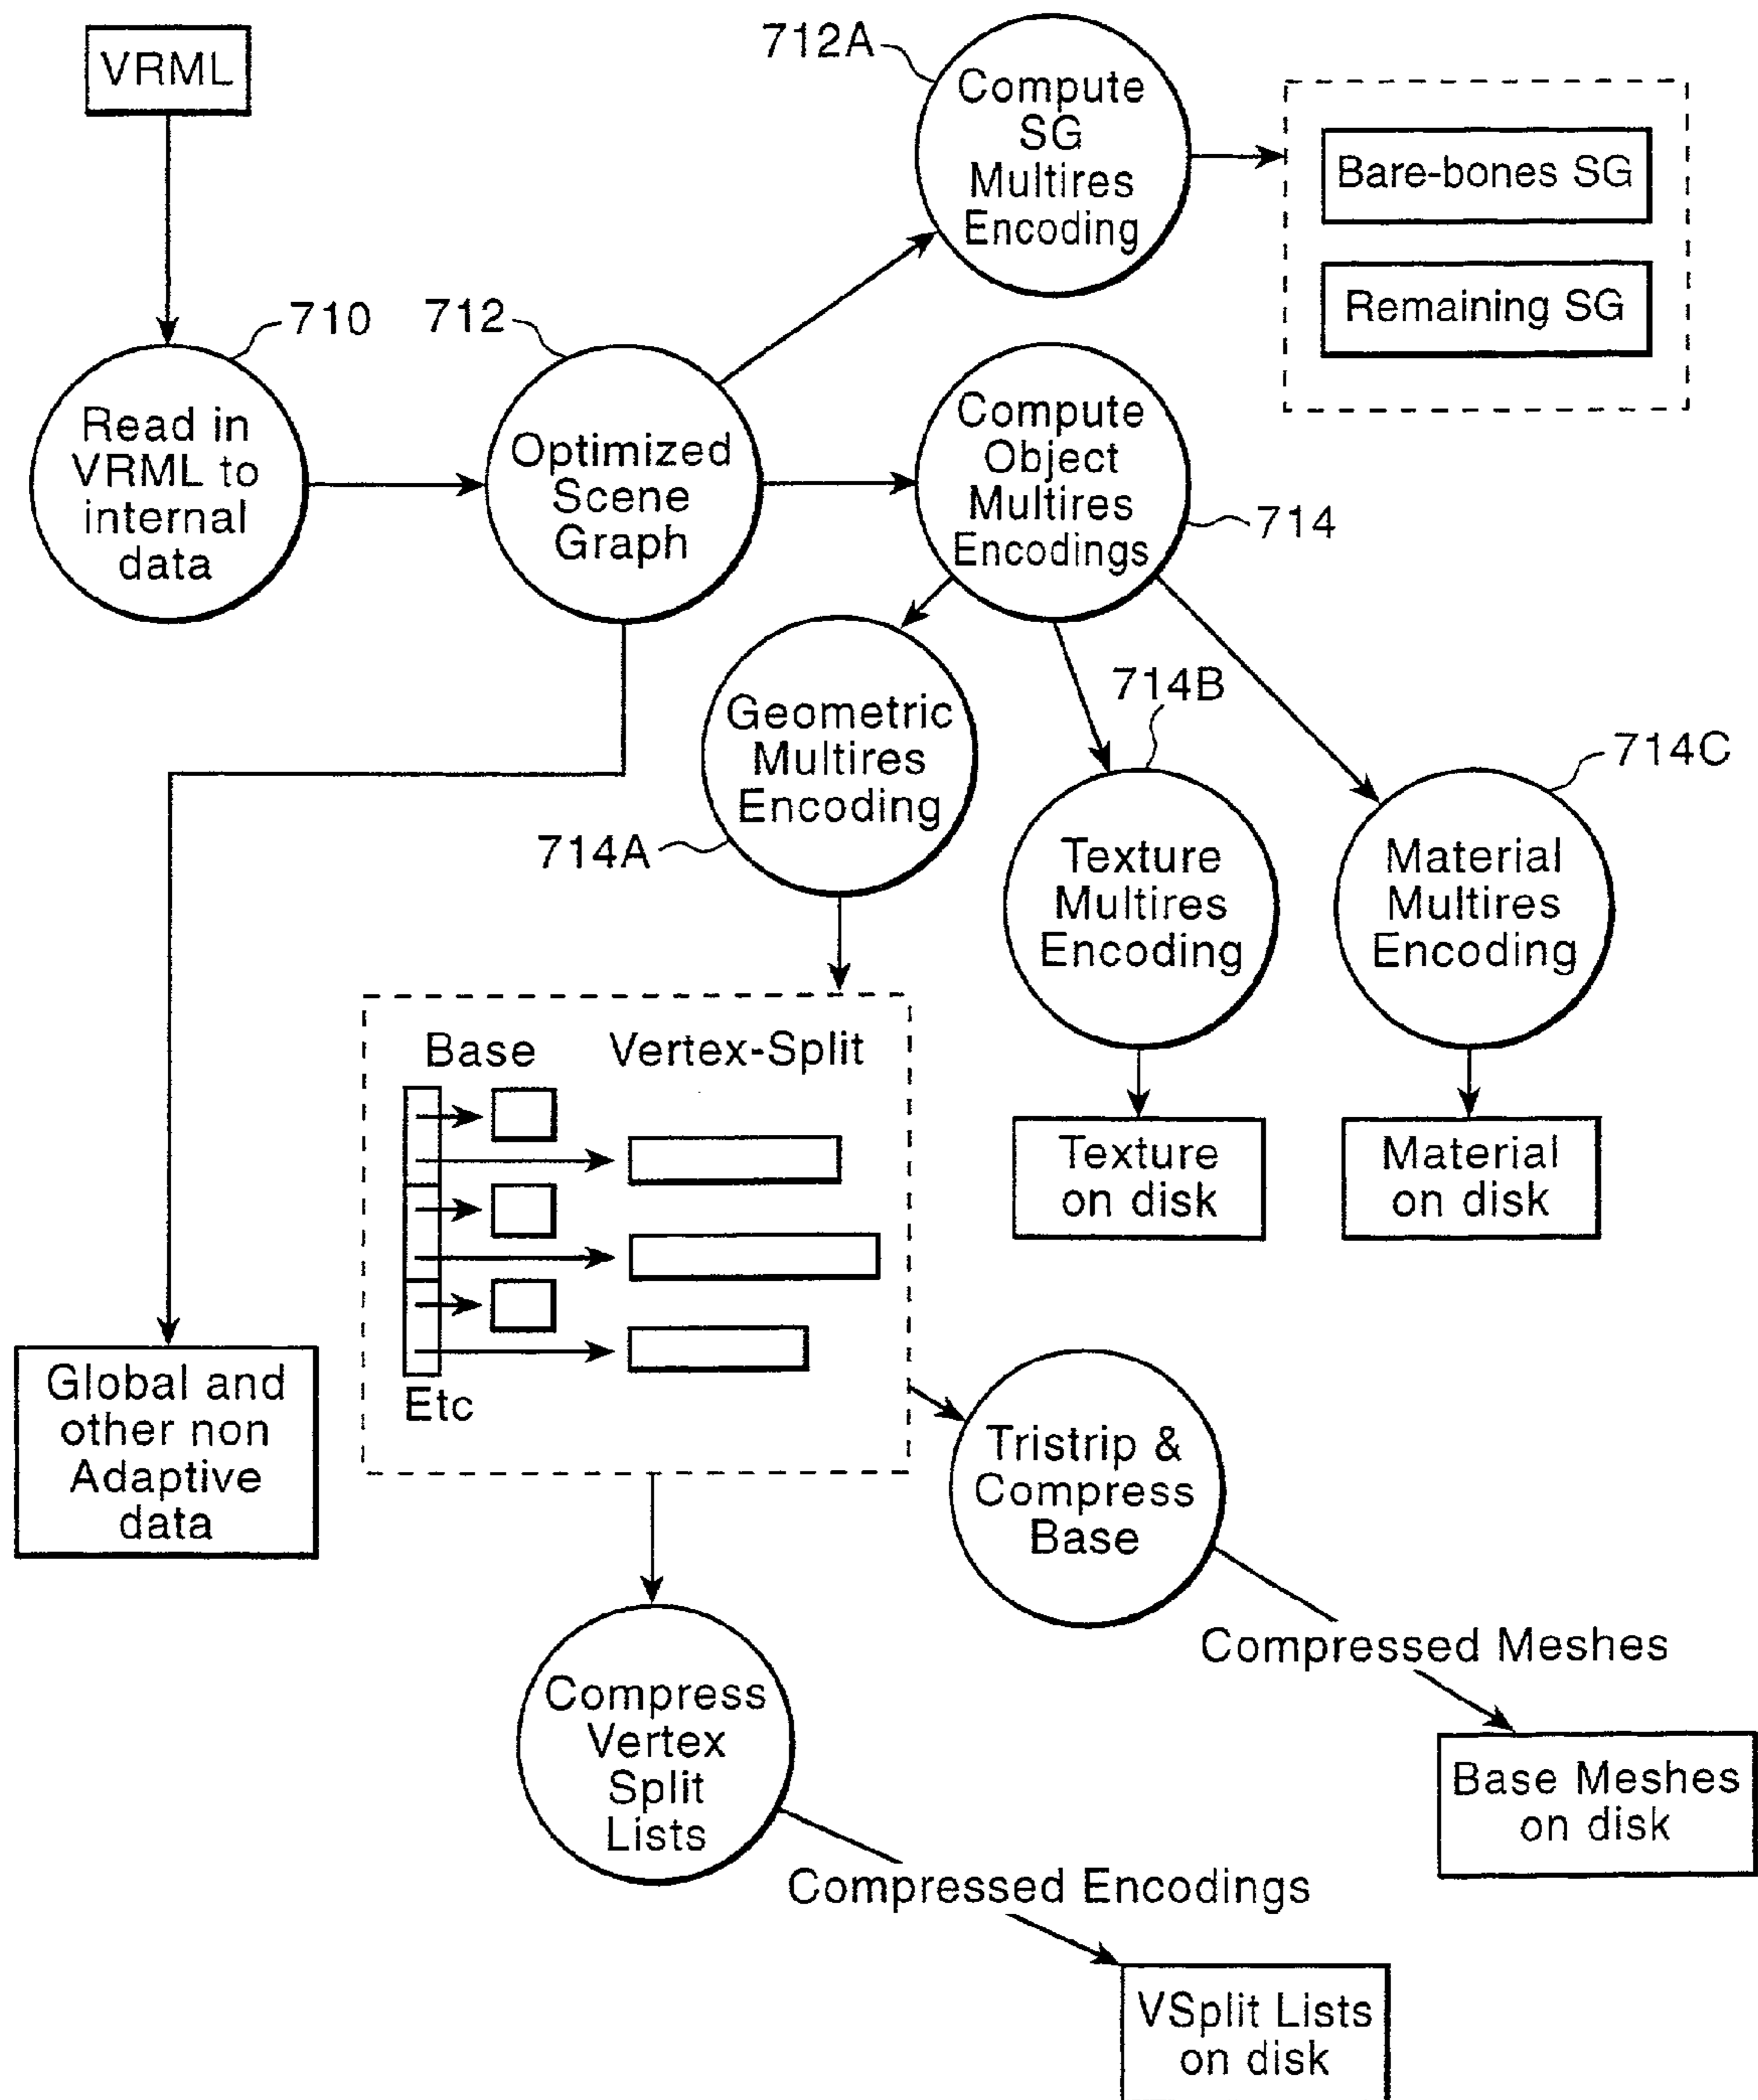 VRML
712A
Compute
SG
Multires
Encoding
Bare-bones SG
Remaining SG
710
712
Read in
VRML to
internal
data
Optimized
Scene
Graph
Compute
Object
Multires
Encodings
714
Geometric
Multires
Encoding
714A
714B
714C
Texture
Multires
Encoding
Material
Multires
Encoding
Base
Vertex-Split
Etc
Texture
on disk
Material
on disk
Global and
other non
Adaptive
data
Tristrip &
Compress
Base
Compressed Meshes
Base Meshes
on disk
Compress
Vertex
Split
Lists
Compressed Encodings
VSplit Lists
on disk